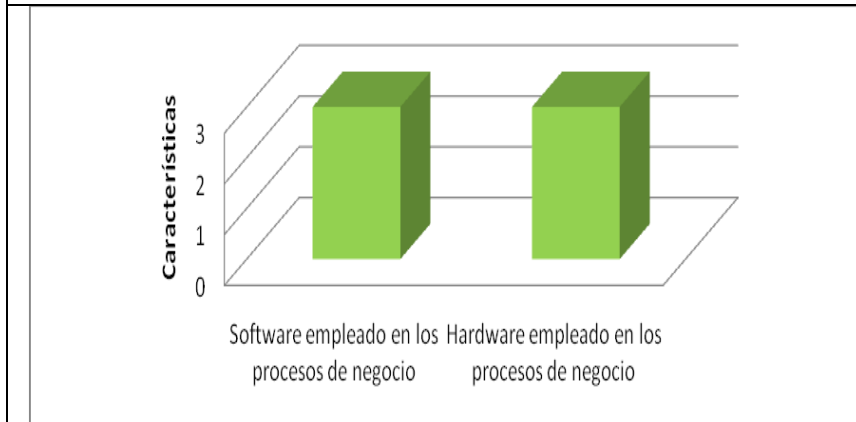 Características
3
2
1
0
Software empleado en los
procesos de negocio
Hardware empleado en los
procesos de negocio